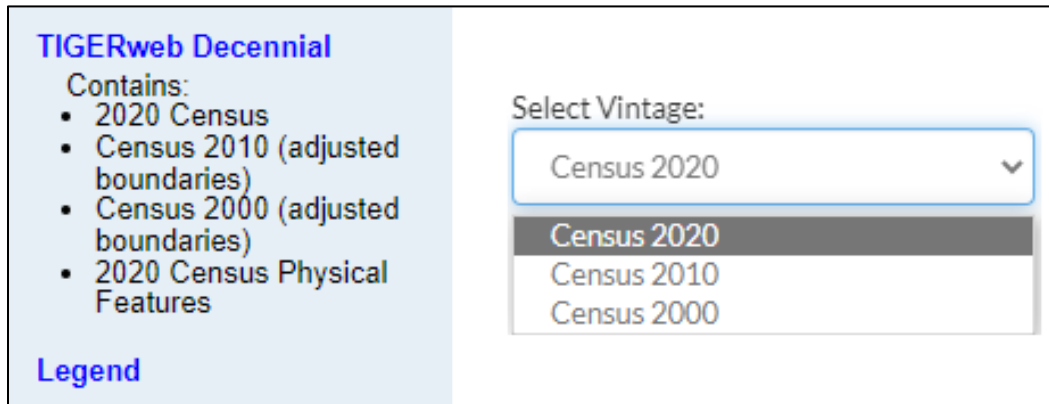 TIGERweb Decennial
Contains:
• 2020 Census
• Census 2010 (adjusted
boundaries)
• Census 2000 (adjusted
boundaries)
• 2020 Census Physical
Features
Legend
Select Vintage:
Census 2020
Census 2020
Census 2010
Census 2000